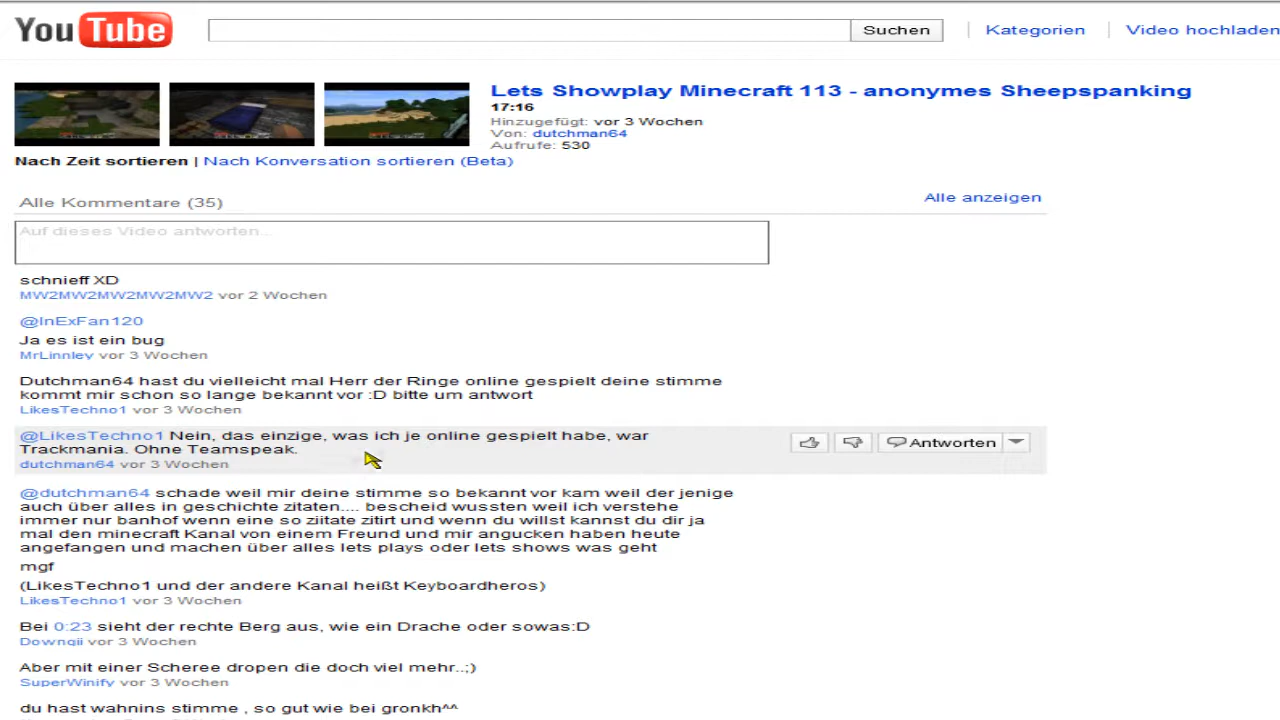 YouTube Suchen Kategorien Video hochladen
Lets Showplay Minecraft 113 - anonymes Sheepspanking
17:16
Hinzugefügt: vor 3 Wochen
Von: dutchman64
Aufrufe: 530
Nach Zeit sortieren | Nach Konversation sortieren (Beta)
Alle Kommentare (35) Alle anzeigen
Auf dieses Video antworten...
schnieff XD
MW2MW2MW2MW2MW2 vor 2 Wochen
@InExFan120
Ja es ist ein bug
MrLinnley vor 3 Wochen
Dutchman64 hast du vielleicht mal Herr der Ringe online gespielt deine stimme
kommt mir schon so lange bekannt vor :D bitte um antwort
LikesTechno1 vor 3 Wochen
@LikesTechno1 Nein, das einzige, was ich je online gespielt habe, war
Trackmania. Ohne Teamspeak.
Antworten
dutchman64 vor 3 Wochen
@dutchman64 schade weil mir deine stimme so bekannt vor kam weil der jenige
auch über alles in geschichte zitaten.... bescheid wussten weil ich verstehe
immer nur banhof wenn eine so ziitate zitirt und wenn du willst kannst du dir ja
mal den minecraft Kanal von einem Freund und mir angucken haben heute
angefangen und machen über alles lets plays oder lets shows was geht
mgf
(LikesTechno1 und der andere Kanal heißt Keyboardheros)
LikesTechno1 vor 3 Wochen
Bei 0:23 sieht der rechte Berg aus, wie ein Drache oder sowas:D
Downqii vor 3 Wochen
Aber mit einer Scheree dropen die doch viel mehr..;)
SuperWinify vor 3 Wochen
du hast wahnins stimme , so gut wie bei gronkh^^